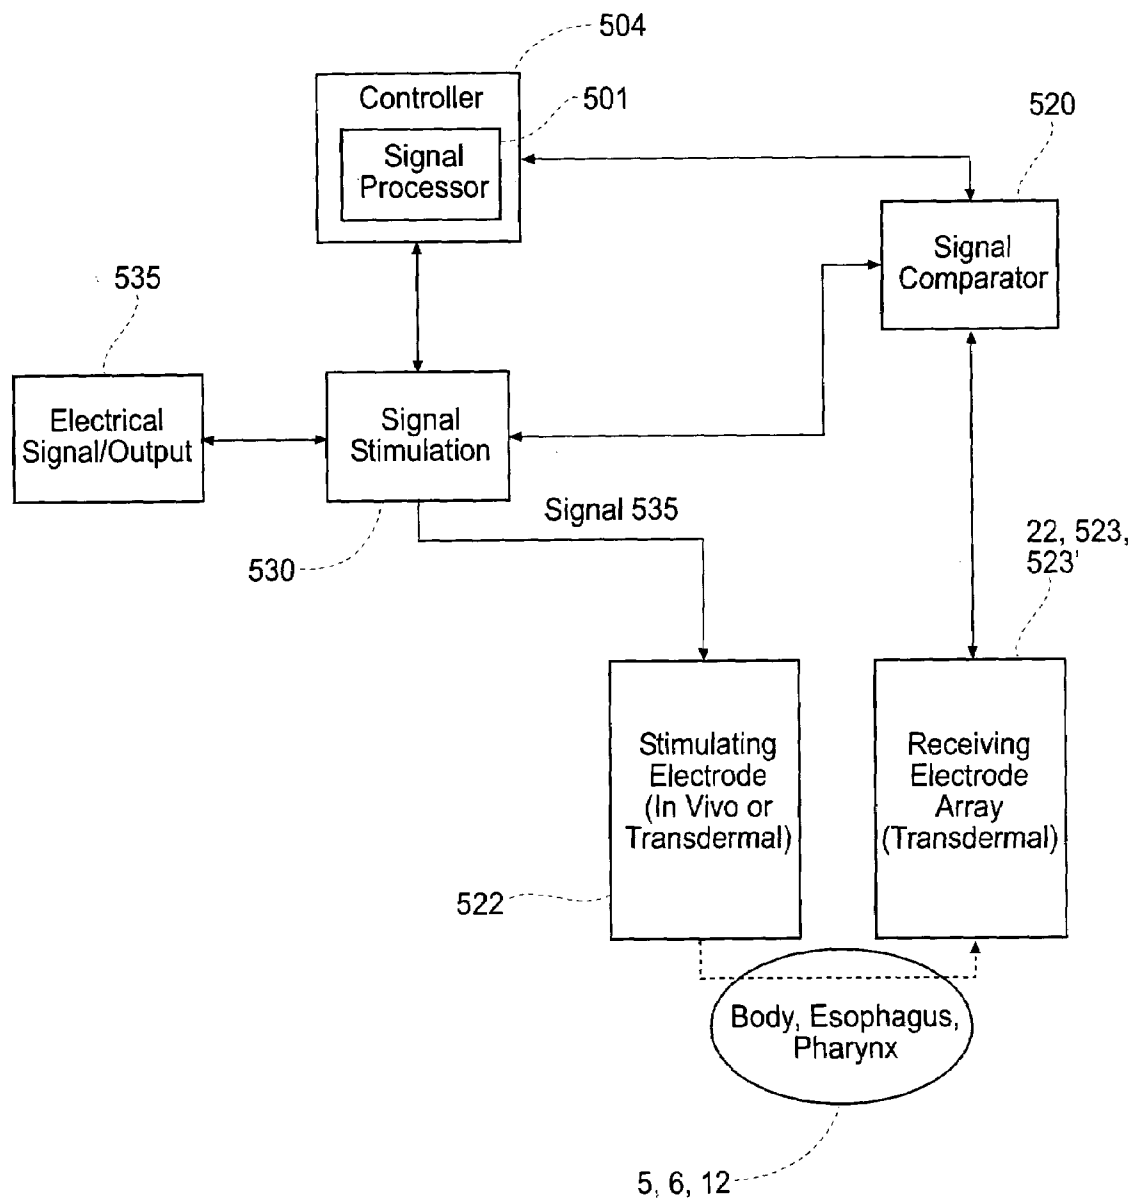 504
Controller
501
Signal
Processor
520
Signal
Comparator
535
Electrical
Signal/Output
Signal
Stimulation
Signal 535
530
22, 523,
523'
Stimulating
Electrode
(In Vivo or
Transdermal)
Receiving
Electrode
Array
(Transdermal)
522
Body, Esophagus,
Pharynx
5, 6, 12